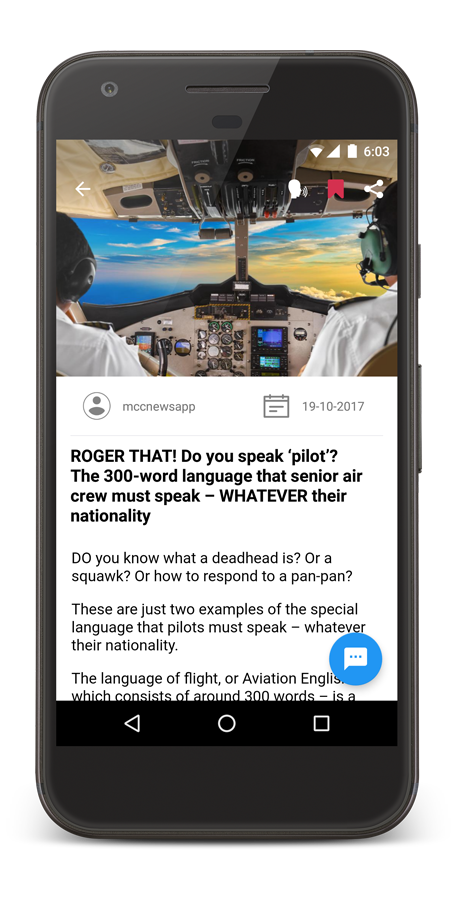 6:03
mccnewsapp
19-10-2017
ROGER THAT! Do you speak ‘pilot’?
The 300-word language that senior air
crew must speak – WHATEVER their
nationality
DO you know what a deadhead is? Or a
squawk? Or how to respond to a pan-pan?
These are just two examples of the special
language that pilots must speak – whatever
their nationality.
The language of flight, or Aviation
which consists of around 300 words – is a